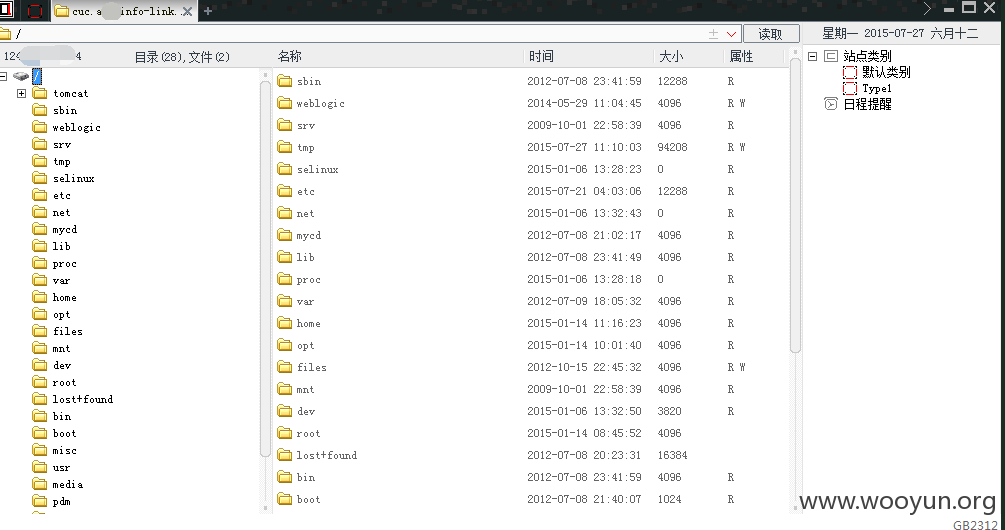 cuc.a info-link.
/
读取
星期一 2015-07-27 六月十二
目录(28),文件(2)
名称 时间 大小 属性
/
tomcat
sbin
weblogic
srv
tmp
selinux
etc
net
mycd
lib
proc
var
home
opt
files
mnt
dev
root
lost+found
bin
boot
misc
usr
media
pdm
sbin 2012-07-08 23:41:59 12288 R
weblogic 2014-05-29 11:04:45 4096 R W
srv 2009-10-01 22:58:39 4096 R
tmp 2015-07-27 11:10:03 94208 R W
selinux 2015-01-06 13:28:23 0 R
etc 2015-07-21 04:03:06 12288 R
net 2015-01-06 13:32:43 0 R
mycd 2012-07-08 21:02:17 4096 R
lib 2012-07-08 23:41:49 4096 R
proc 2015-01-06 13:28:18 0 R
var 2012-07-09 18:05:32 4096 R
home 2015-01-14 11:16:23 4096 R
opt 2015-01-14 10:01:40 4096 R
files 2012-10-15 22:45:32 4096 R W
mnt 2009-10-01 22:58:39 4096 R
dev 2015-01-06 13:32:50 3820 R
root 2015-01-14 08:45:52 4096
lost+found 2012-07-08 20:23:31 16384
bin 2012-07-08 23:41:59 4096 R
boot 2012-07-08 21:40:07 1024 R
站点类别
默认类别
Type1
日程提醒
www.wooyun.org
GB2312